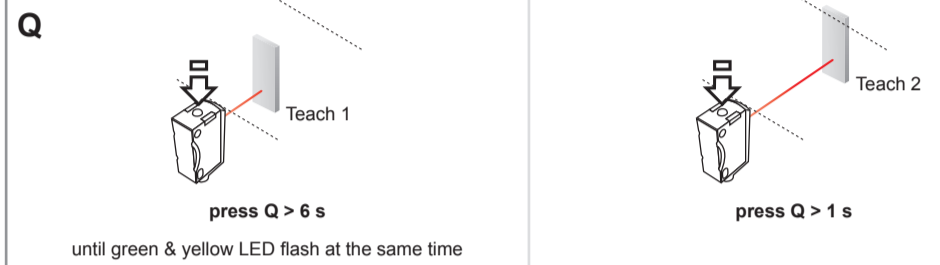 Q
Teach 1
press Q > 6 s
until green & yellow LED flash at the same time
Teach 2
press Q > 1 s